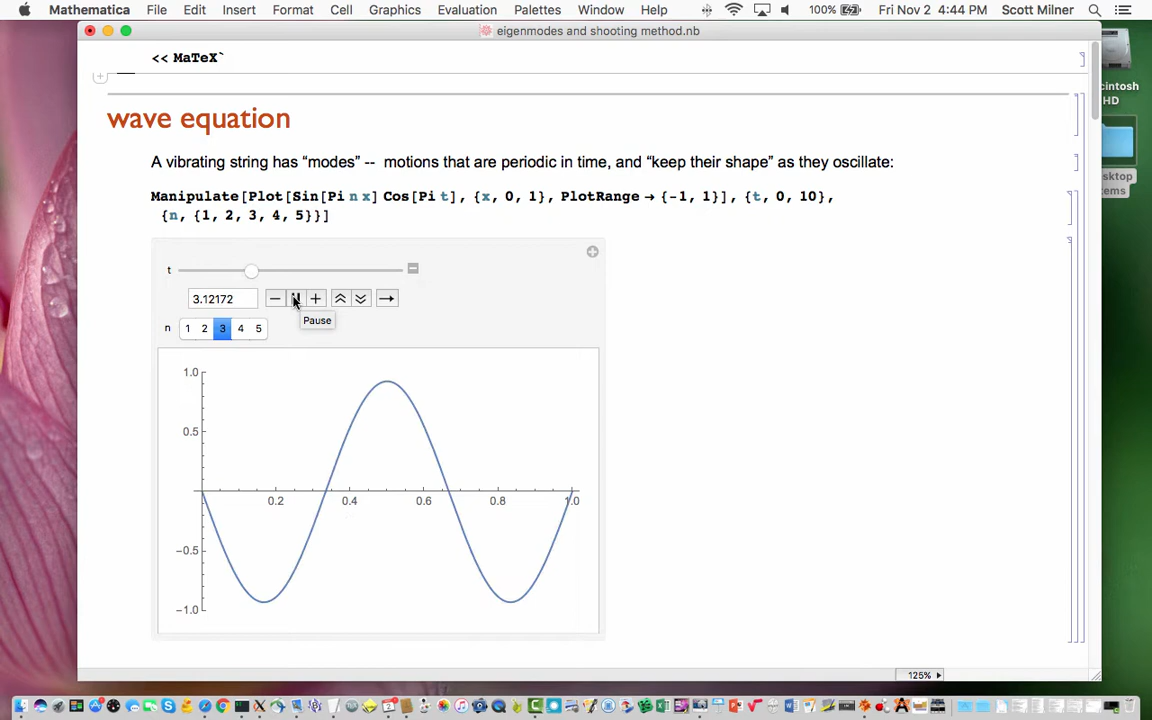 Mathematica File Edit Insert Format Cell Graphics Evaluation Palettes Window Help 100% Fri Nov 2 4:44 PM Scott Milner
eigenmodes and shooting method.nb
<< MaTeX`
cintosh
HD
wave equation
A vibrating string has “modes” -- motions that are periodic in time, and “keep their shape” as they oscillate:
sktop
tems
Manipulate[Plot[Sin[Pi n x] Cos[Pi t], {x, 0, 1}, PlotRange → {-1, 1}], {t, 0, 10},
{n, {1, 2, 3, 4, 5}}]
t
3.12172
Pause
n 1 2 3 4 5
1.0
0.5
0.2 0.4 0.6 0.8 1.0
-0.5
-1.0
125%